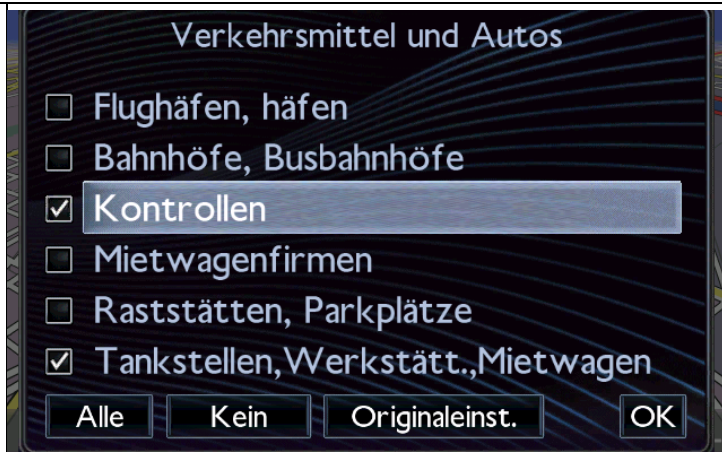 Verkehrsmittel und Autos
Flughäfen, häfen
Bahnhöfe, Busbahnhöfe
Kontrollen
Mietwagenfirmen
Raststätten, Parkplätze
Tankstellen,Werkstätt.,Mietwagen
Alle Kein Originaleinst. OK